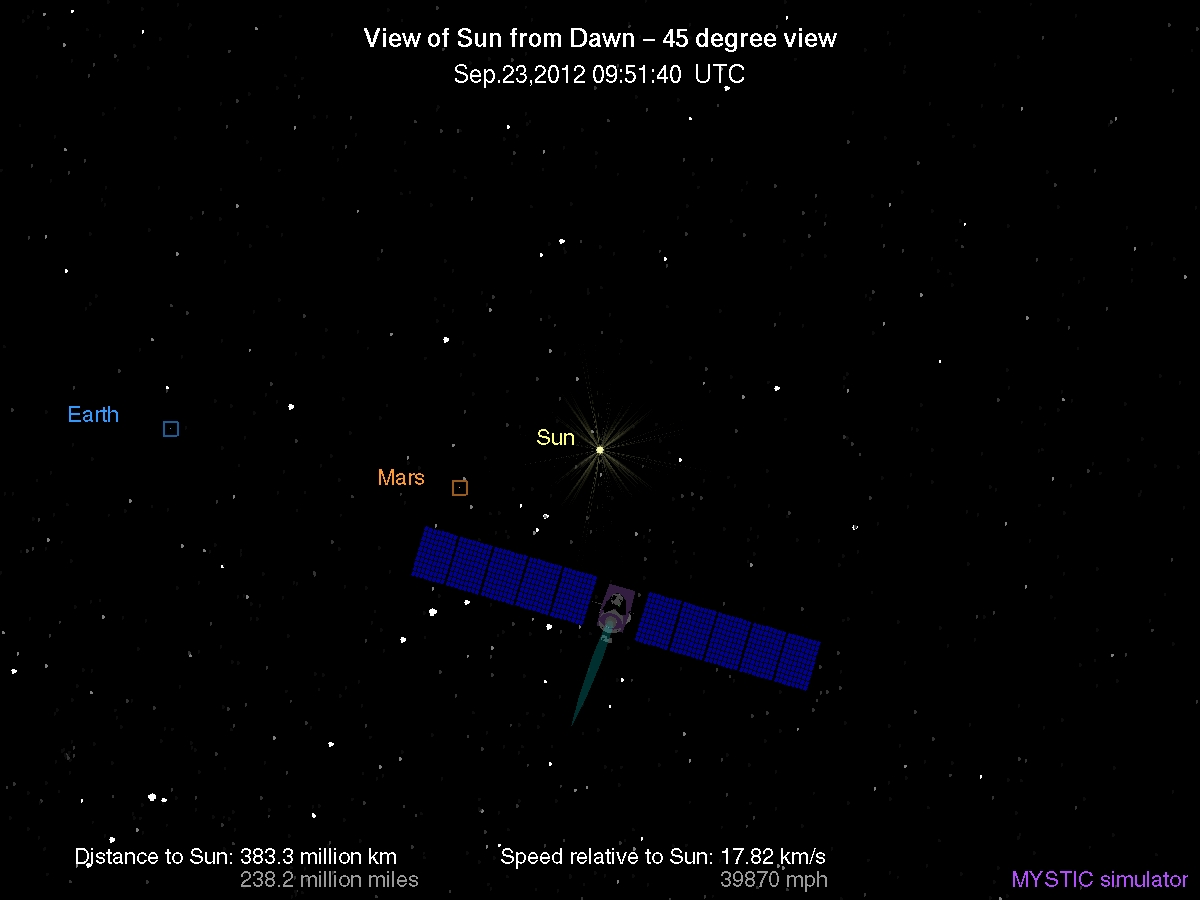 View of Sun from Dawn – 45 degree view
Sep.23,2012 09:51:40 UTC
Earth
Sun
Mars
Distance to Sun: 383.3 million km
238.2 million miles
Speed relative to Sun: 17.82 km/s
39870 mph
MYSTIC simulator